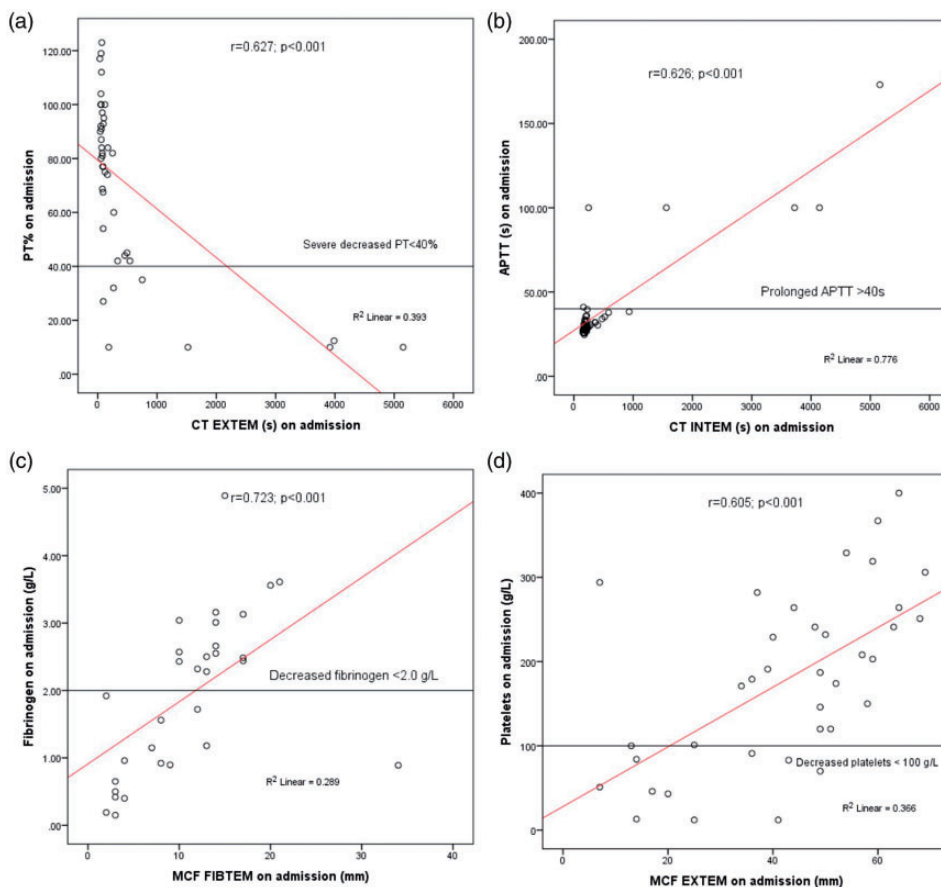 (a)
r=0.627; p<0.001
120.00
100.00
80.00
60.00
40.00
20.00
.00
PT% on admission
Severe decreased PT<40%
R2 Linear = 0.393
0 1000 2000 3000 4000 5000 6000
CT EXTEM (s) on admission
(b)
r=0.626; p<0.001
200.00
150.00
100.00
50.00
.00
APTT (s) on admission
Prolonged APTT >40s
R2 Linear = 0.776
0 1000 2000 3000 4000 5000 6000
CT INTEM (s) on admission
(c)
r=0.723; p<0.001
5.00
4.00
3.00
2.00
1.00
.00
Fibrinogen on admission (g/L)
Decreased fibrinogen <2.0 g/L
R2 Linear = 0.289
0 10 20 30 40
MCF FIBTEM on admission (mm)
(d)
r=0.605; p<0.001
400
300
200
100
0
Platelets on admission (g/L)
Decreased platelets < 100 g/L
R2 Linear = 0.366
0 20 40 60
MCF EXTEM on admission (mm)